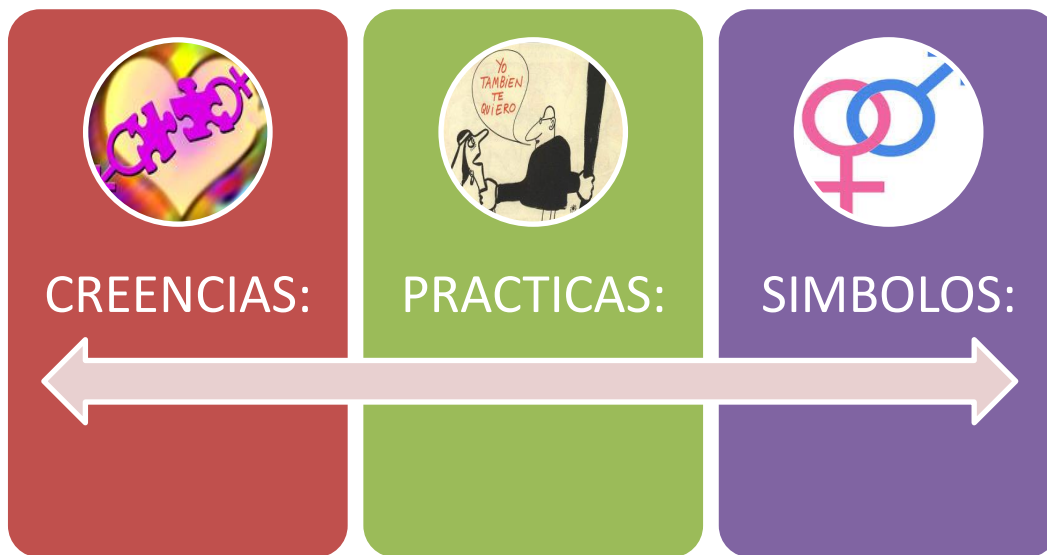 YO
TAMBIEN
TE
QUIERO
CREENCIAS:
PRACTICAS:
SIMBOLOS: